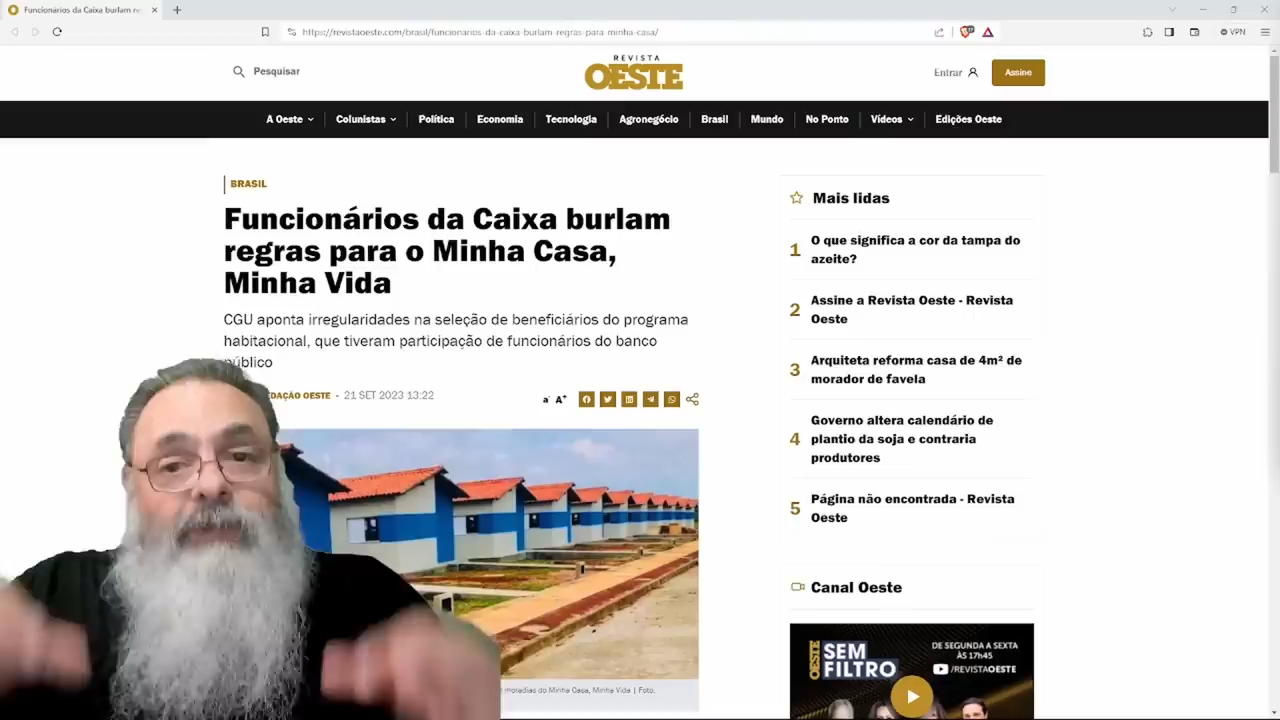 Funcionários da Caixa burlam re
https://revistaoeste.com/brasil/funcionarios-da-caixa-burlam-regras-para-minha-casa/
VPN
Pesquisar
REVISTA
OESTE
Entrar
Assine
A Oeste
Colunistas
Política
Economia
Tecnologia
Agronegócio
Brasil
Mundo
No Ponto
Vídeos
Edições Oeste
BRASIL
Funcionários da Caixa burlam
regras para o Minha Casa,
Minha Vida
CGU aponta irregularidades na seleção de beneficiários do programa
habitacional, que tiveram participação de funcionários do banco
público
DAÇÃO OESTE - 21 SET 2023 13:22
a- A+
moradias do Minha Casa, Minha Vida | Foto.
Mais lidas
1 O que significa a cor da tampa do
azeite?
2 Assine a Revista Oeste - Revista
Oeste
3 Arquiteta reforma casa de 4m² de
morador de favela
4 Governo altera calendário de
plantio da soja e contraria
produtores
5 Página não encontrada - Revista
Oeste
Canal Oeste
OESTE
SEM
FILTRO
DE SEGUNDA A SEXTA
ÀS 17h45
/REVISTAOESTE